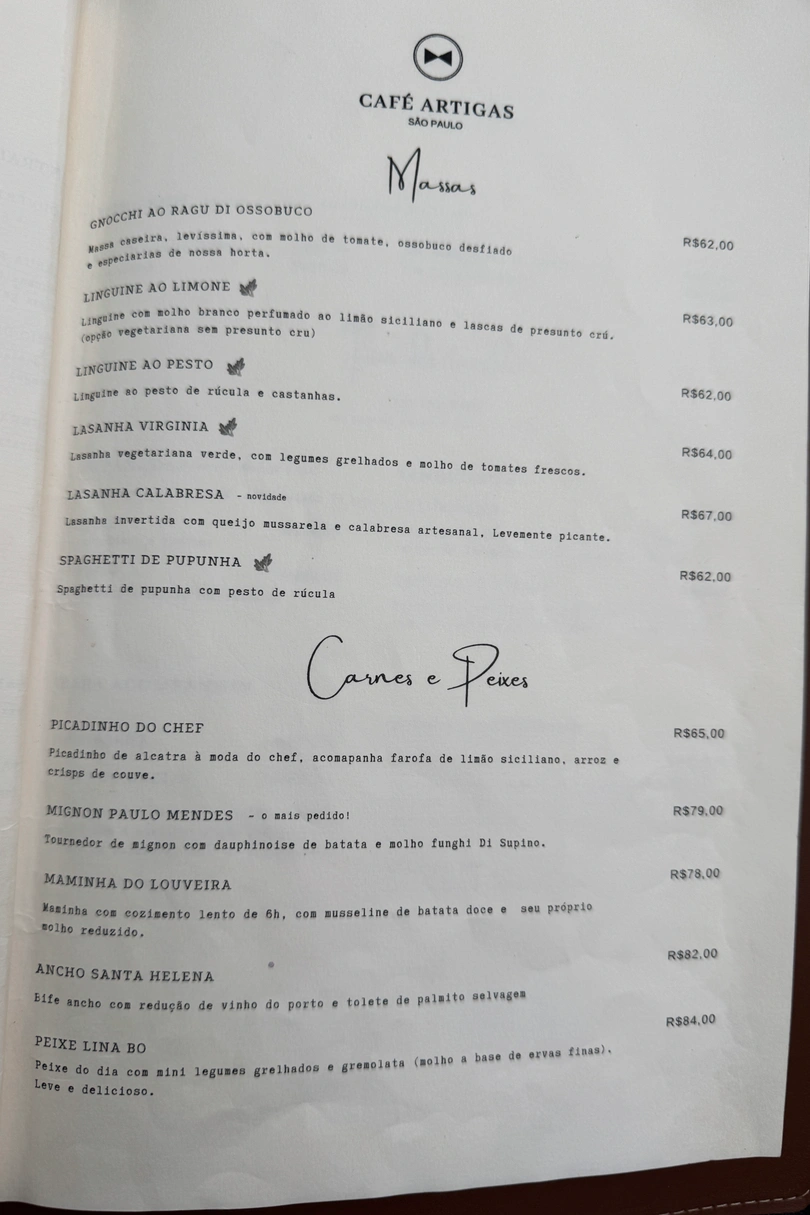 CAFÉ ARTIGAS
SÃO PAULO
Massas
GNOCCHI AO RAGU DI OSSOBUCO
Massa caseira, levíssima, com molho de tomate, ossobuco desfiado R$62,00
e especiarias de nossa horta.
LINGUINE AO LIMONE
Linguine com molho branco perfumado ao limão siciliano e lascas de presunto crú. R$63,00
(opção vegetariana sem presunto cru)
LINGUINE AO PESTO
Linguine ao pesto de rúcula e castanhas. R$62,00
LASANHA VIRGINIA
Lasanha vegetariana verde, com legumes grelhados e molho de tomates frescos. R$64,00
LASANHA CALABRESA - novidade
Lasanha invertida com queijo mussarela e calabresa artesanal. Levemente picante. R$67,00
SPAGHETTI DE PUPUNHA
Spaghetti de pupunha com pesto de rúcula R$62,00
Carnes e Peixes
PICADINHO DO CHEF R$65,00
Picadinho de alcatra à moda do chef, acomapanha farofa de limão siciliano, arroz e
crisps de couve.
MIGNON PAULO MENDES - o mais pedido! R$79,00
Tournedor de mignon com dauphinoise de batata e molho funghi Di Supino.
MAMINHA DO LOUVEIRA R$78,00
Maminha com cozimento lento de 6h, com musseline de batata doce e seu próprio
molho reduzido.
ANCHO SANTA HELENA R$82,00
Bife ancho com redução de vinho do porto e tolete de palmito selvagem
PEIXE LINA BO R$84,00
Peixe do dia com mini legumes grelhados e gremolata (molho a base de ervas finas).
Leve e delicioso.